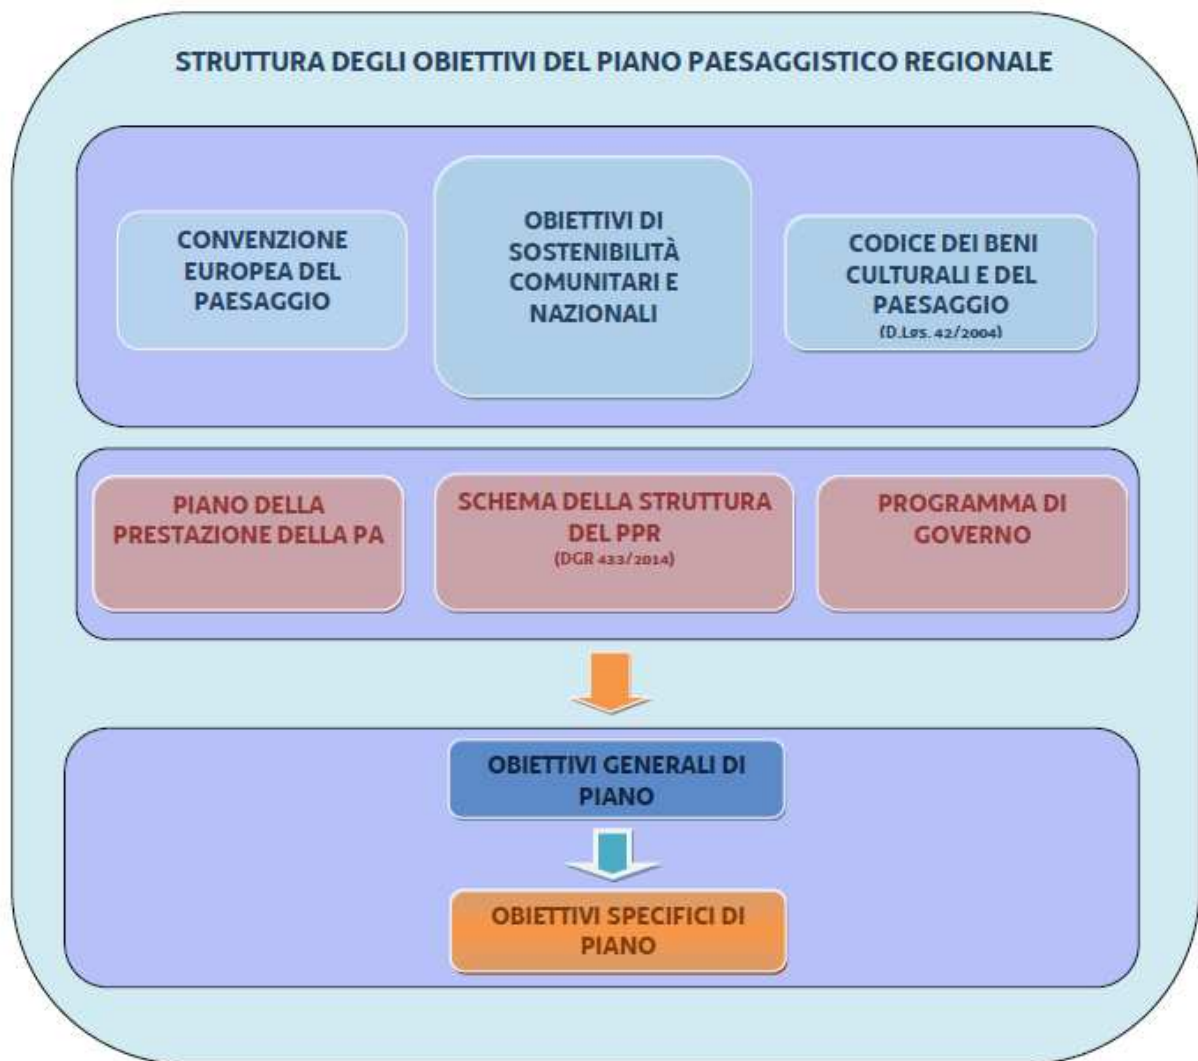 STRUTTURA DEGLI OBIETTIVI DEL PIANO PAESAGGISTICO REGIONALE
CONVENZIONE
EUROPEA DEL
PAESAGGIO
OBIETTIVI DI
SOSTENIBILITÀ
COMUNITARI E
NAZIONALI
CODICE DEI BENI
CULTURALI E DEL
PAESAGGIO
(D.Lgs. 42/2004)
PIANO DELLA
PRESTAZIONE DELLA PA
SCHEMA DELLA STRUTTURA
DEL PPR
(DGR 433/2014)
PROGRAMMA DI
GOVERNO
OBIETTIVI GENERALI DI
PIANO
OBIETTIVI SPECIFICI DI
PIANO